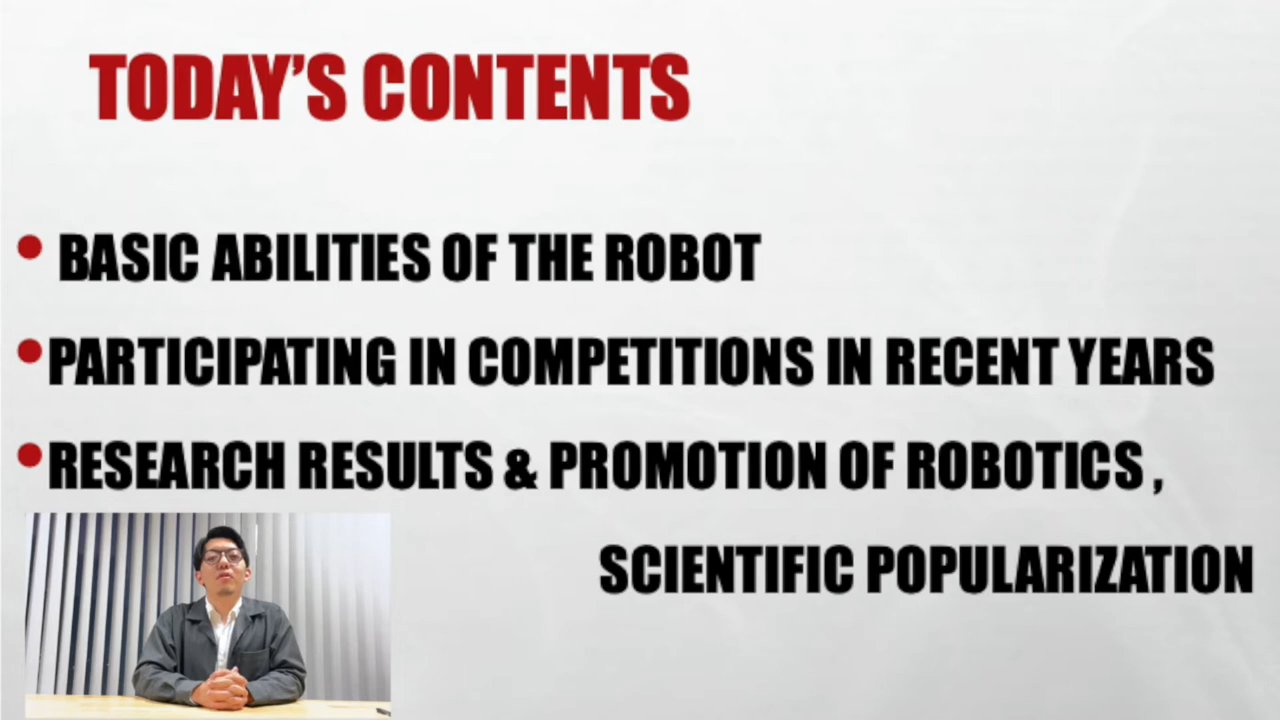 TODAY’S CONTENTS
• BASIC ABILITIES OF THE ROBOT
• PARTICIPATING IN COMPETITIONS IN RECENT YEARS
• RESEARCH RESULTS & PROMOTION OF ROBOTICS ,
SCIENTIFIC POPULARIZATION